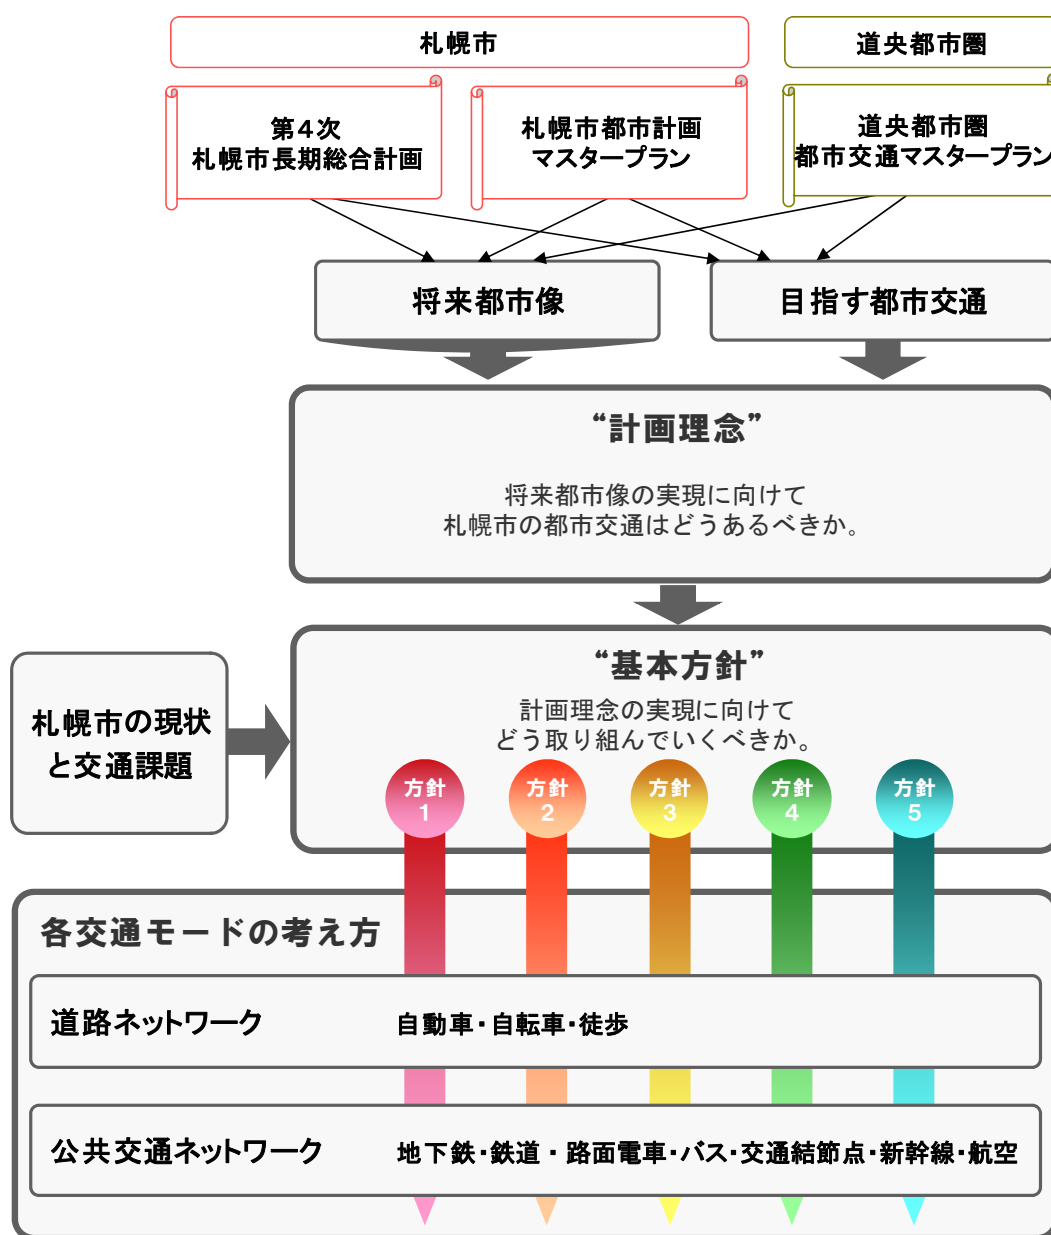 札幌市
道央都市圏
第4次
札幌市長期総合計画
札幌市都市計画
マスタープラン
道央都市圏
都市交通マスタープラン
将来都市像
目指す都市交通
“計画理念”
将来都市像の実現に向けて
札幌市の都市交通はどうあるべきか。
“基本方針”
計画理念の実現に向けて
どう取り組んでいくべきか。
札幌市の現状
と交通課題
方針
1
方針
2
方針
3
方針
4
方針
5
各交通モードの考え方
道路ネットワーク
自動車・自転車・徒歩
公共交通ネットワーク
地下鉄・鉄道・路面電車・バス・交通結節点・新幹線・航空